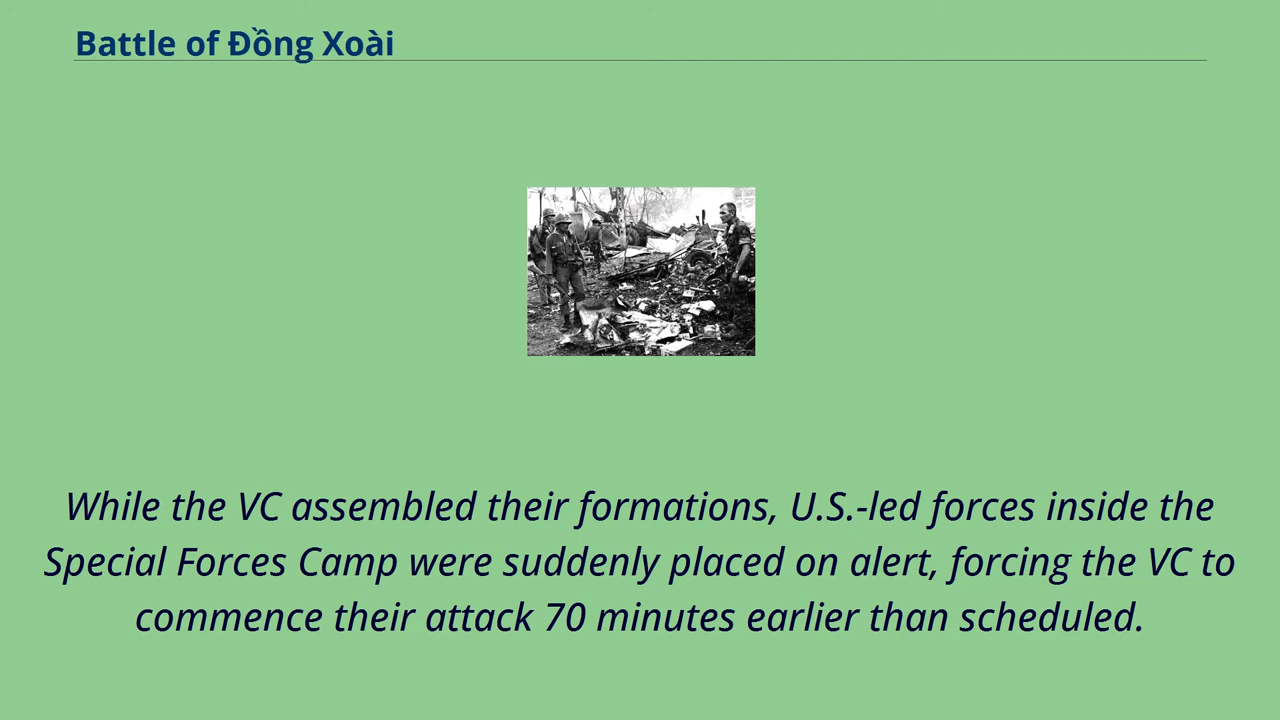 Battle of Đồng Xoài
While the VC assembled their formations, U.S.-led forces inside the
Special Forces Camp were suddenly placed on alert, forcing the VC to
commence their attack 70 minutes earlier than scheduled.